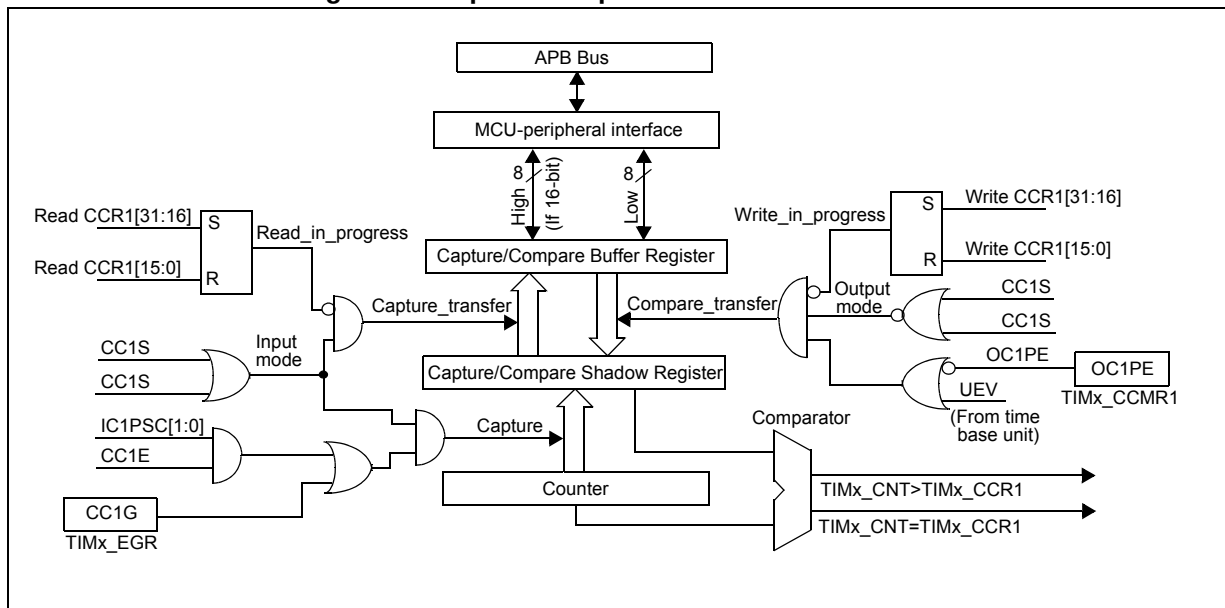 APB Bus
MCU-peripheral interface
8
High
(If 16-bit)
8
Low
Read CCR1[31:16]
S
Read_in_progress
Read CCR1[15:0]
R
Write_in_progress
S
Write CCR1[31:16]
R
Write CCR1[15:0]
Capture/Compare Buffer Register
Capture_transfer
Compare_transfer
Output
mode
CC1S
CC1S
CC1S
CC1S
Input
mode
Capture/Compare Shadow Register
OC1PE
OC1PE
TIMx_CCMR1
UEV
(From time
base unit)
IC1PSC[1:0]
CC1E
Capture
Comparator
CC1G
TIMx_EGR
Counter
TIMx_CNT>TIMx_CCR1
TIMx_CNT=TIMx_CCR1